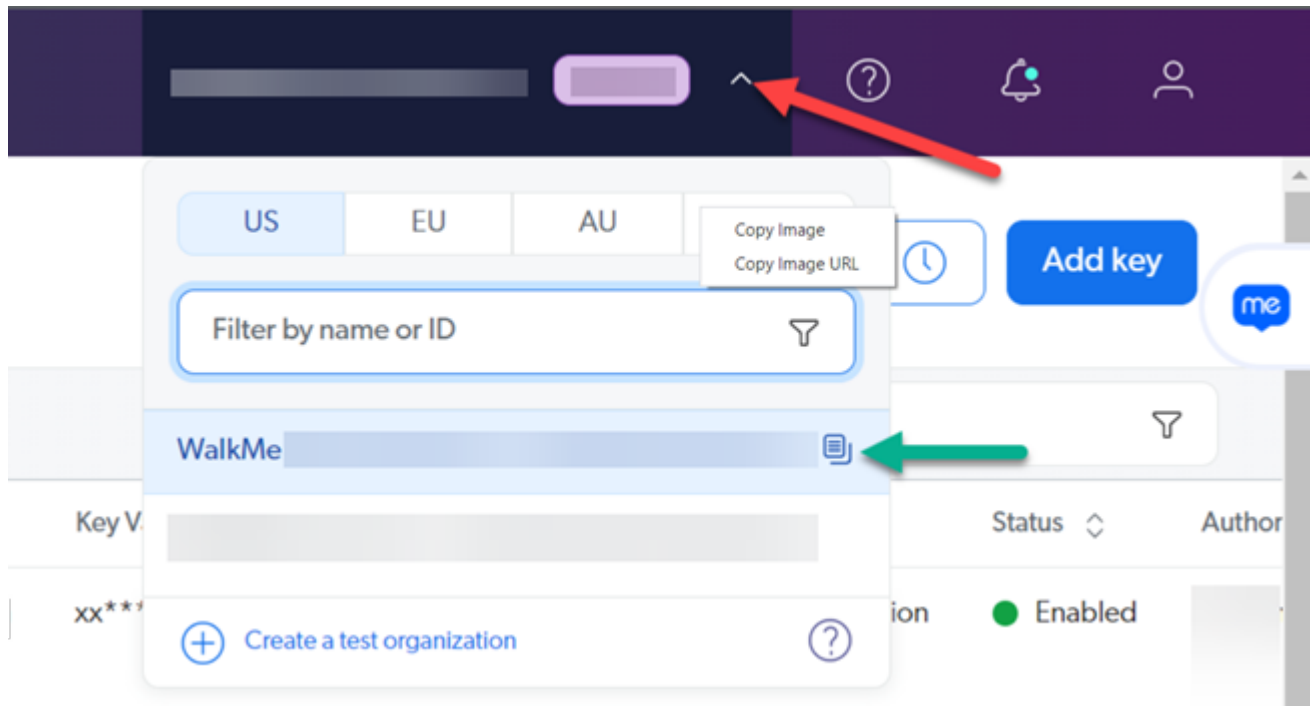 US EU AU
Copy Image
Copy Image URL
Add key
me
Filter by name or ID
WalkMe
Key V
Status
Author
xx***
ion
Enabled
Create a test organization